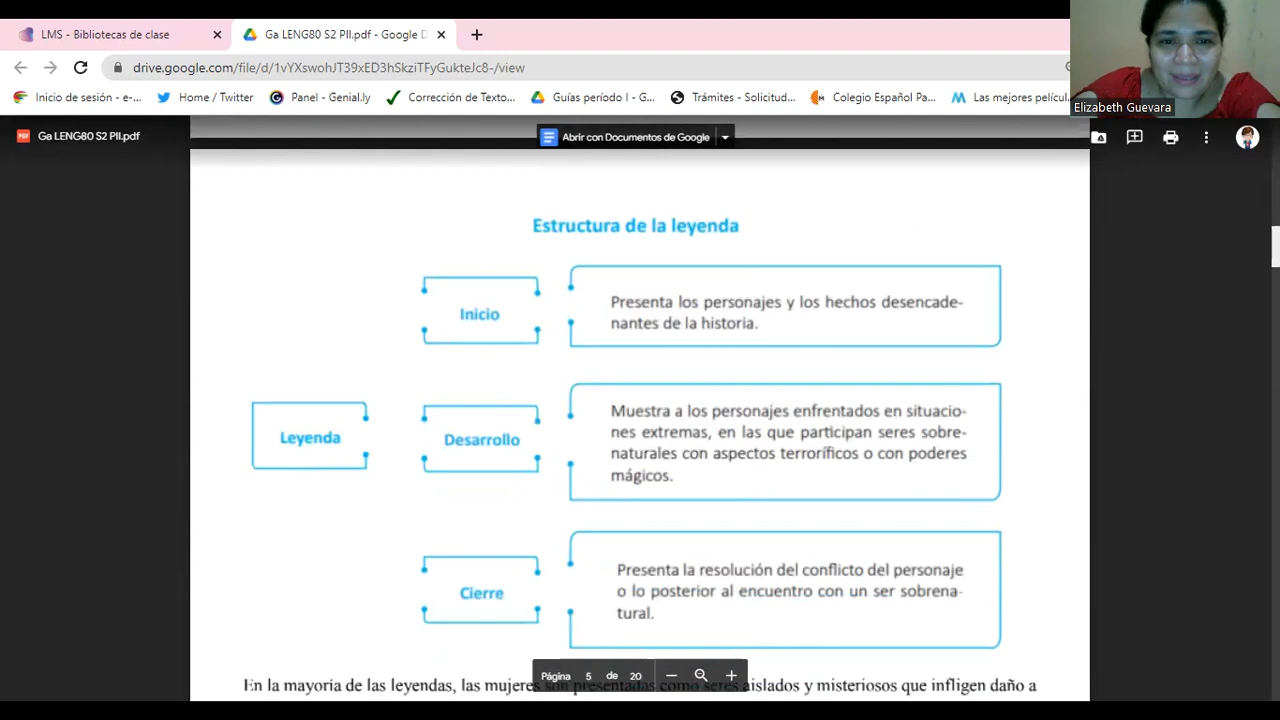 LMS - Bibliotecas de clase
Ga LENG80 S2 PII.pdf - Google D
drive.google.com/file/d/1vYXswohJT39xED3hSkziTFyGukteJc8-/view
Inicio de sesión - e-...
Home / Twitter
Panel - Genial.ly
Corrección de Texto...
Guías período I - G...
Trámites - Solicitud...
Colegio Español Pa...
Las mejores pelícu...
Elizabeth Guevara
Ga LENG80 S2 PII.pdf
Abrir con Documentos de Google
Estructura de la leyenda
Inicio
Presenta los personajes y los hechos desencade-
nantes de la historia.
Leyenda
Desarrollo
Muestra a los personajes enfrentados en situacio-
nes extremas, en las que participan seres sobre-
naturales con aspectos terroríficos o con poderes
mágicos.
Cierre
Presenta la resolución del conflicto del personaje
o lo posterior al encuentro con un ser sobrena-
tural.
Página 5 de 20
En la mayoría de las leyendas, las mujeres son presentadas como seres aislados y misteriosos que infligen daño a